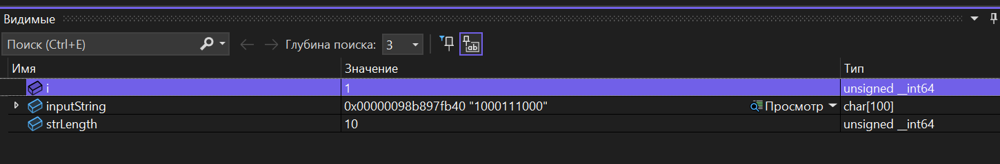 Видимые
Поиск (Ctrl+E) Глубина поиска: 3 ab
Имя Значение Тип
i 1 unsigned __int64
inputString 0x00000098b897fb40 "1000111000" Просмотр char[100]
strLength 10 unsigned __int64